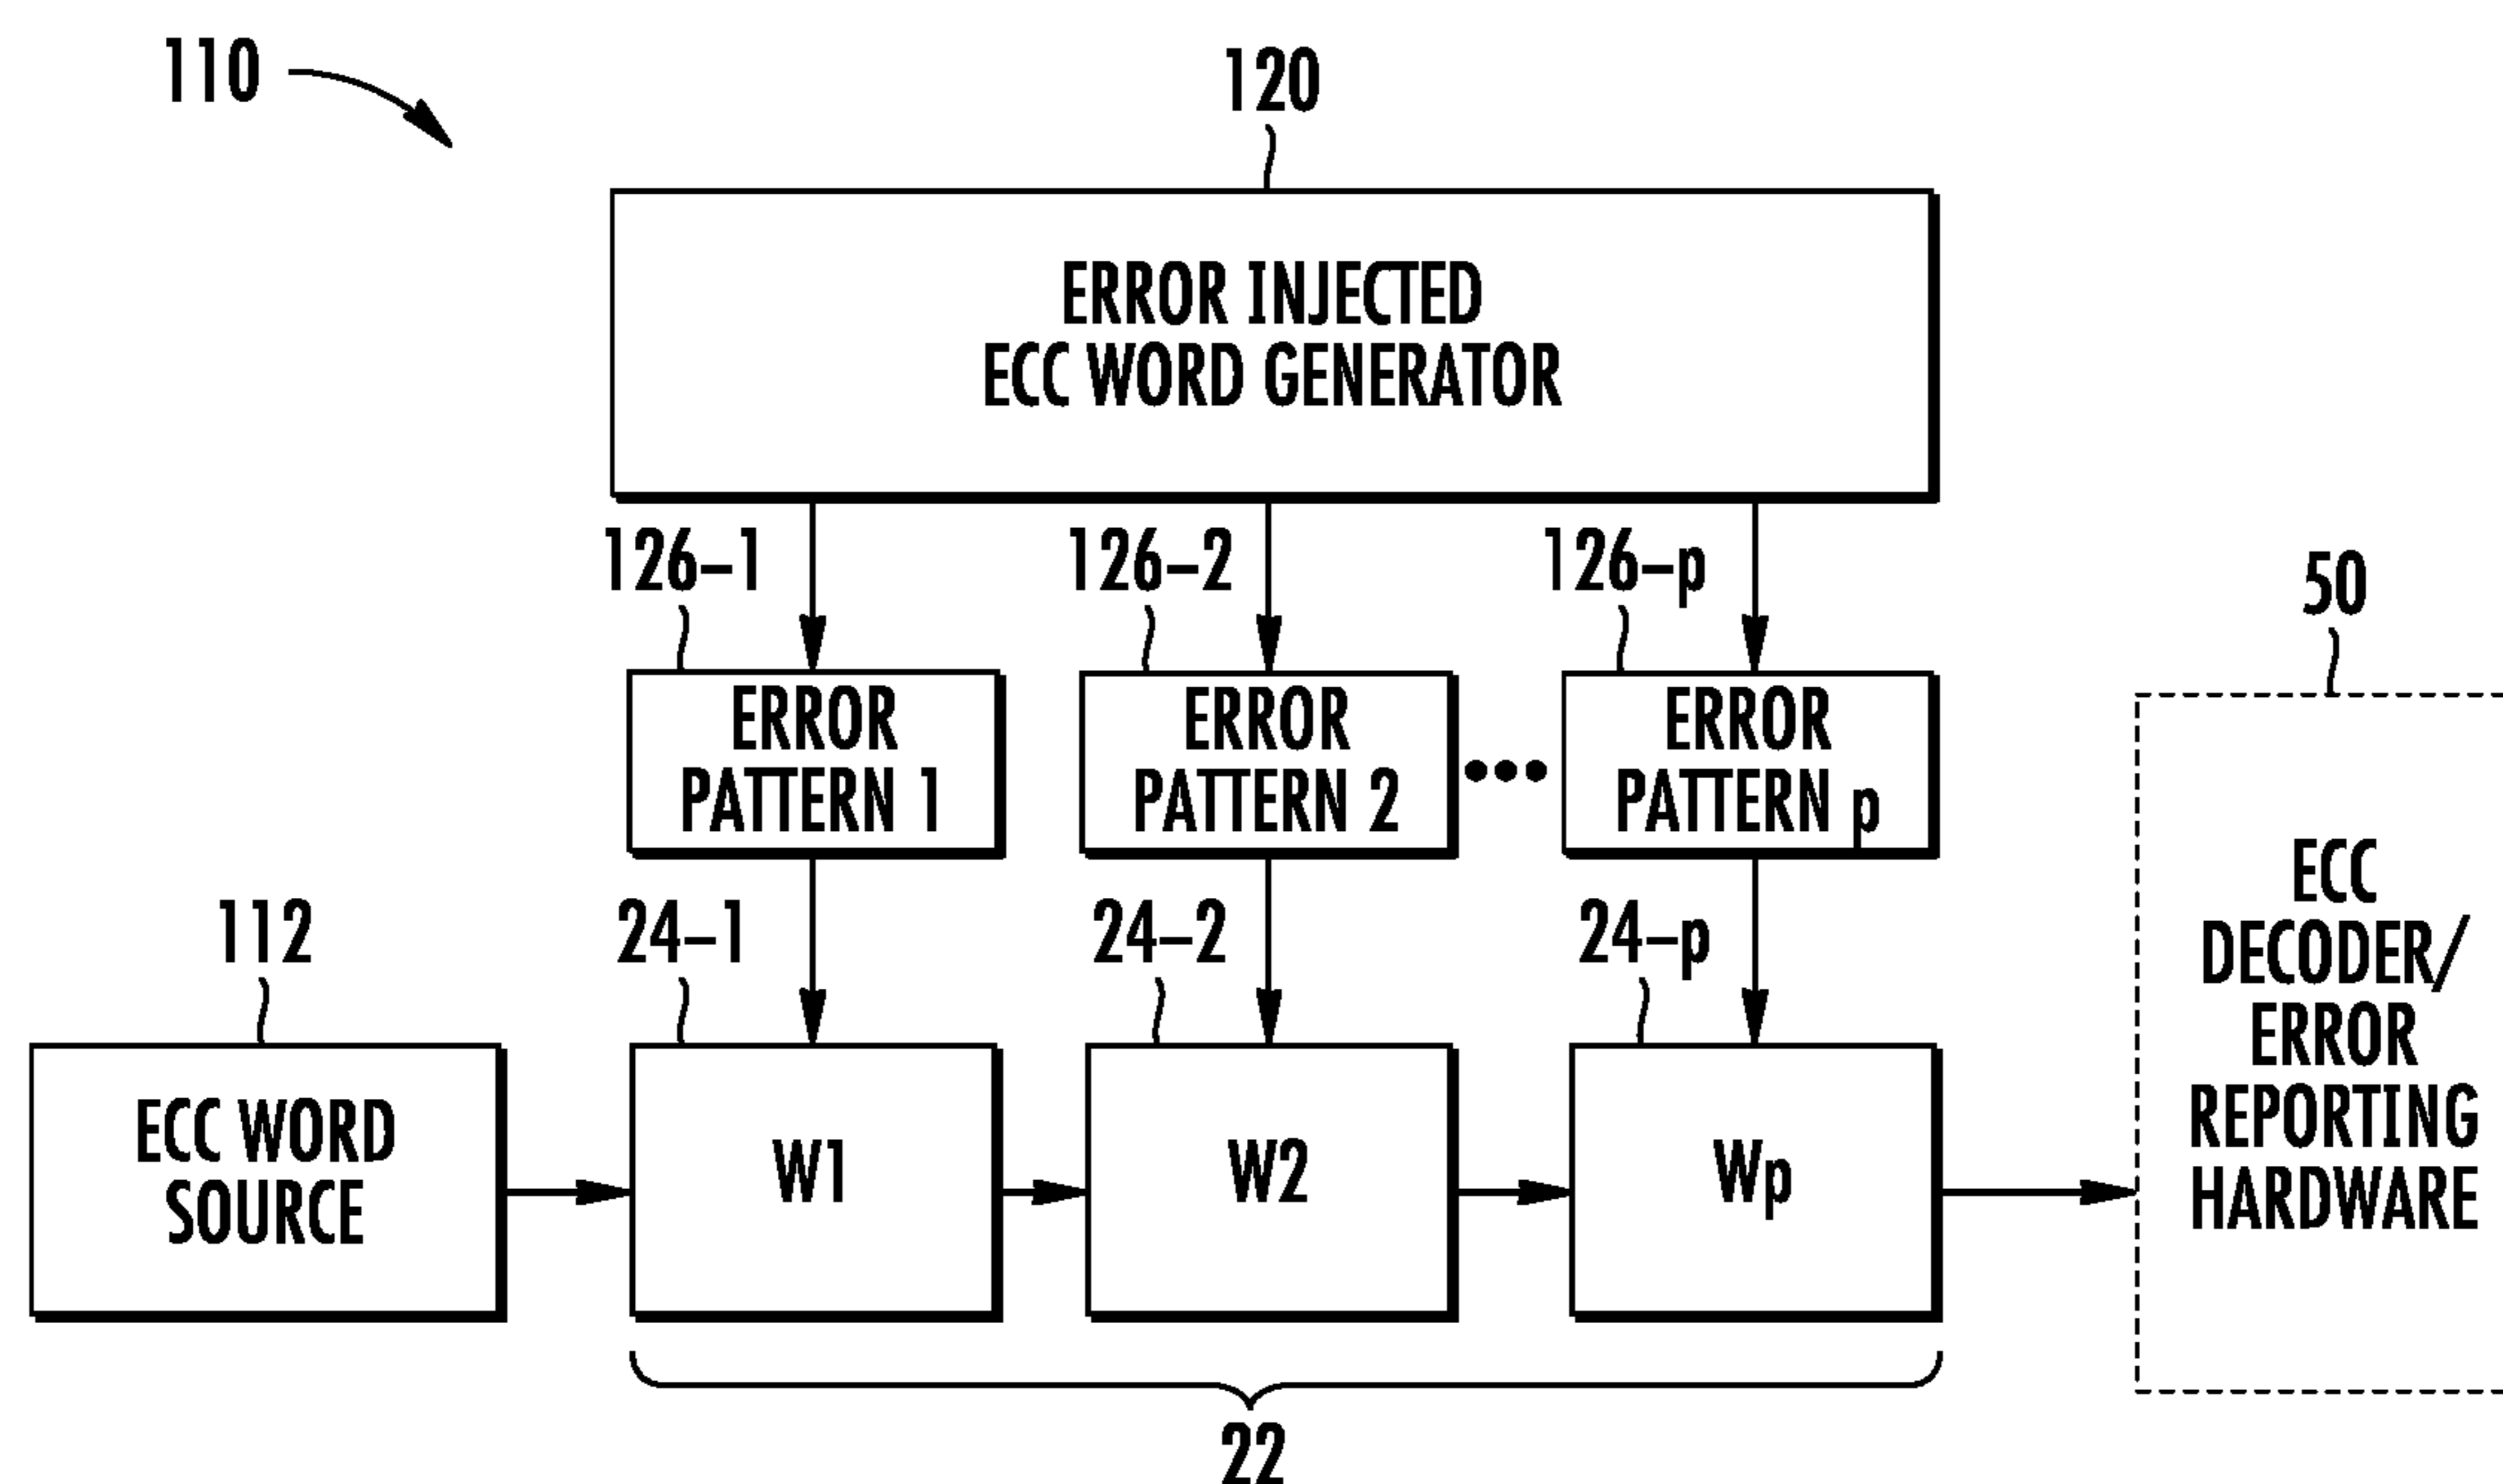 110
120
ERROR INJECTED
ECC WORD GENERATOR
126–1
126–2
126–p
50
ERROR
PATTERN 1
ERROR
PATTERN 2
ERROR
PATTERN p
ECC
DECODER/
ERROR
REPORTING
HARDWARE
112
24–1
24–2
24–p
ECC WORD
SOURCE
W1
W2
Wp
22